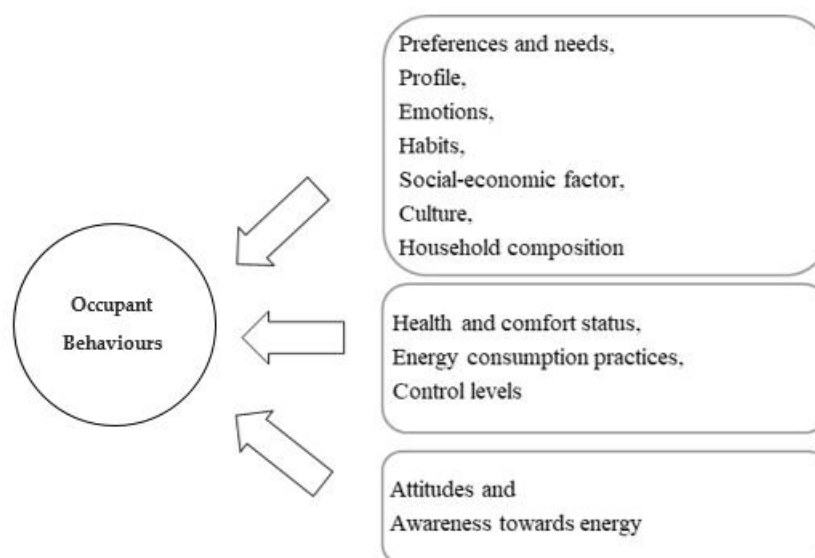 Preferences and needs,
Profile,
Emotions,
Habits,
Social-economic factor,
Culture,
Household composition
Occupant
Behaviours
Health and comfort status,
Energy consumption practices,
Control levels
Attitudes and
Awareness towards energy